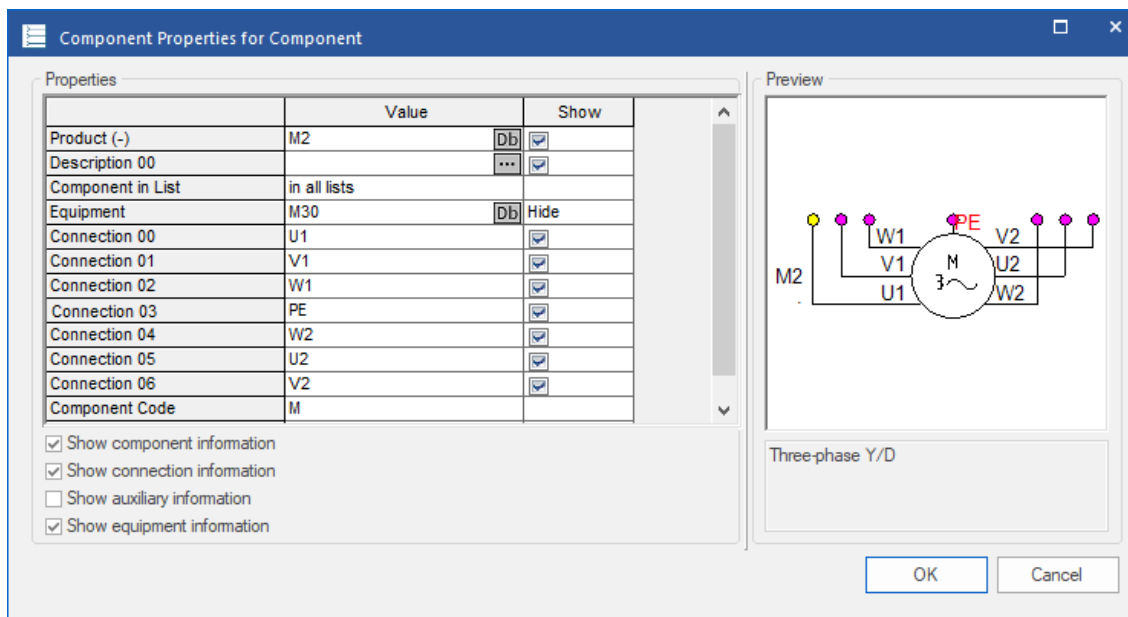 Component Properties for Component
Properties
Value Show
Product (-) M2 Db
Description 00 ...
Component in List in all lists
Equipment M30 Db Hide
Connection 00 U1
Connection 01 V1
Connection 02 W1
Connection 03 PE
Connection 04 W2
Connection 05 U2
Connection 06 V2
Component Code M
Show component information
Show connection information
Show auxiliary information
Show equipment information
Preview
PE
W1 V2
V1 M U2
M2 3~
U1 W2
Three-phase Y/D
OK Cancel